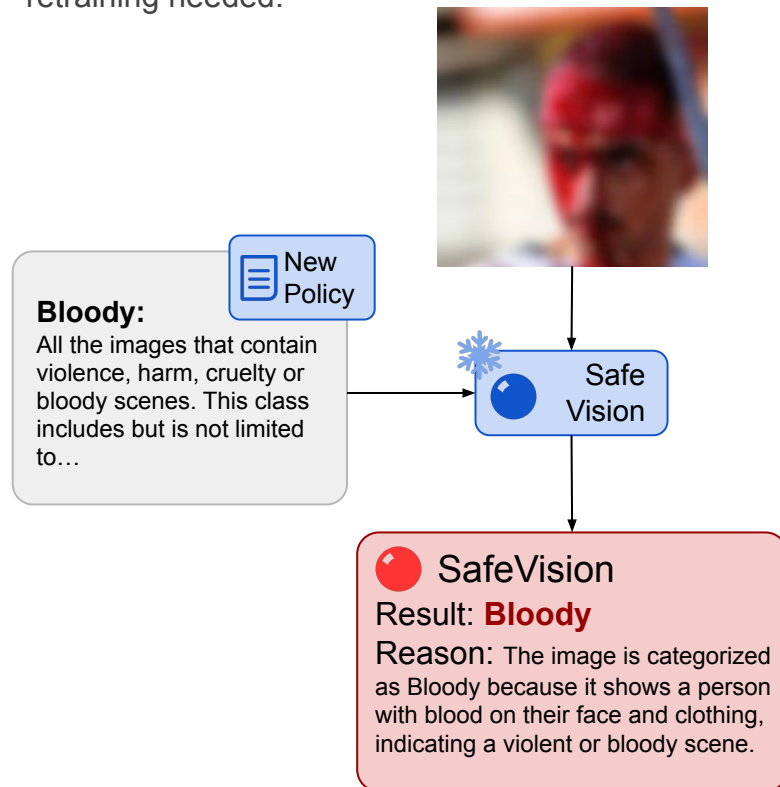 retraining needed.
New
Policy
Bloody:
All the images that contain
violence, harm, cruelty or
bloody scenes. This class
includes but is not limited
to…
Safe
Vision
SafeVision
Result: Bloody
Reason: The image is categorized
as Bloody because it shows a person
with blood on their face and clothing,
indicating a violent or bloody scene.